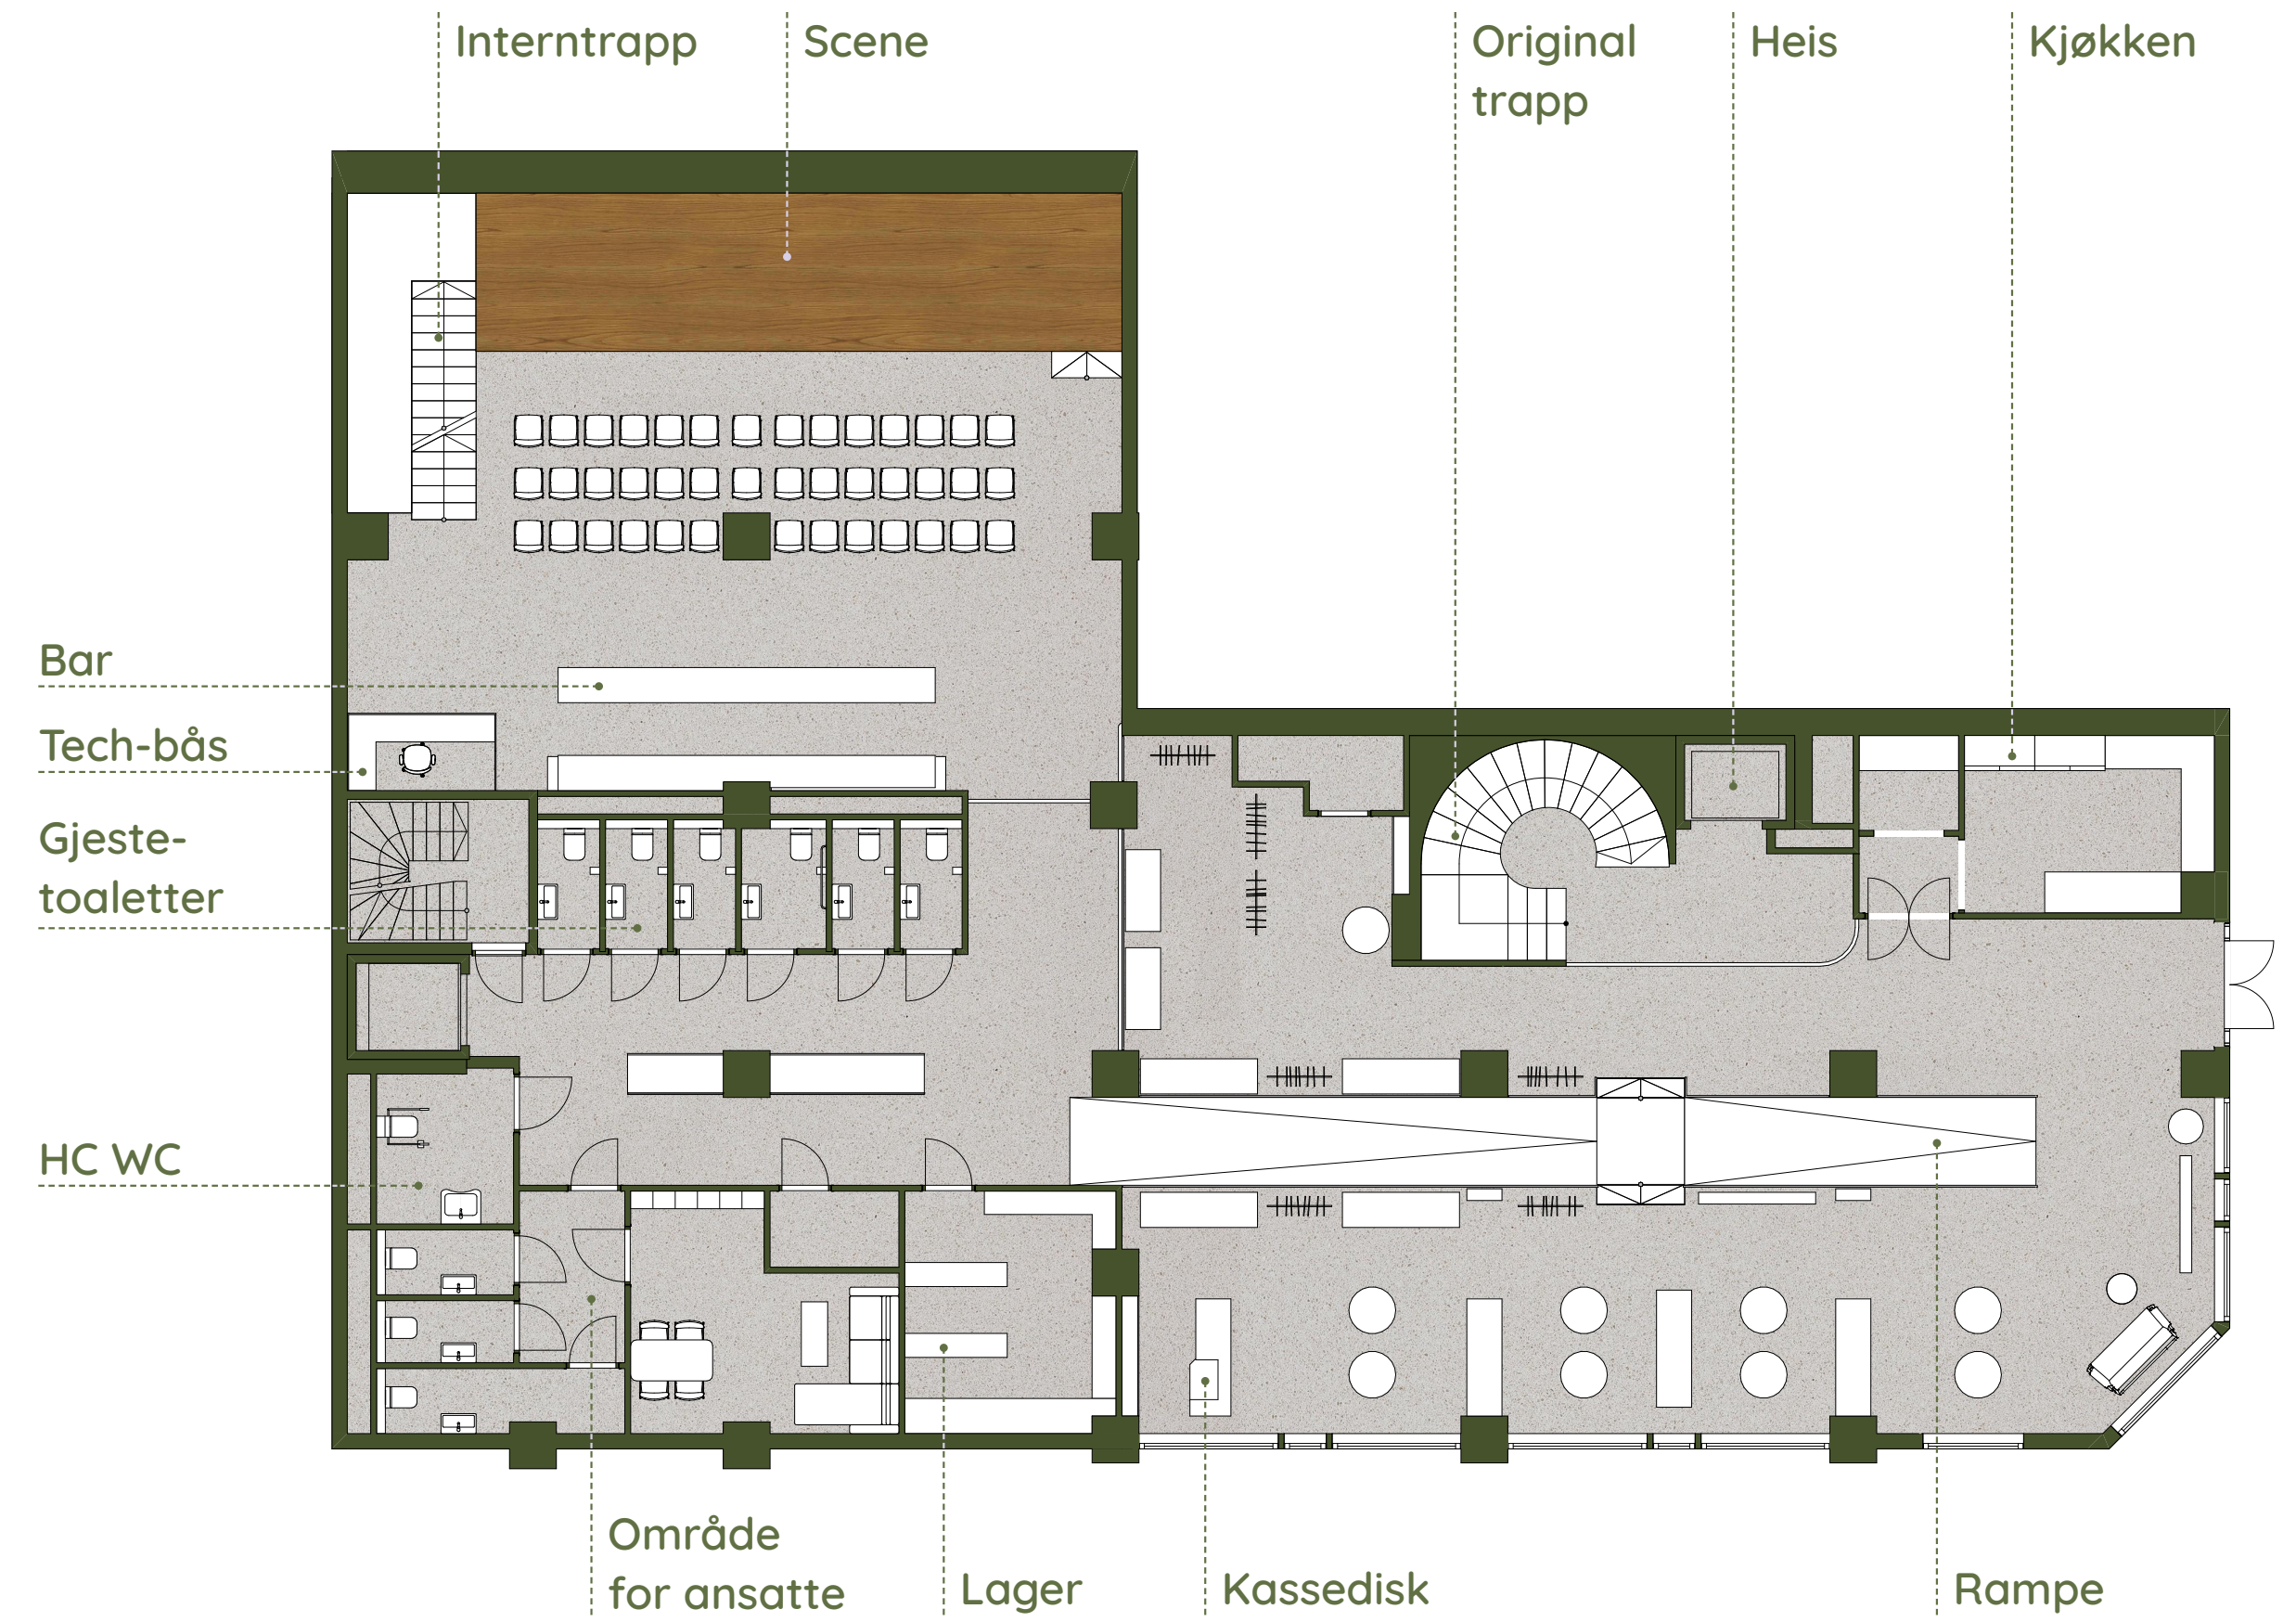 Interntrapp
Scene
Original
trapp
Heis
Kjøkken
Bar
Tech-bås
Gjeste-
toaletter
HC WC
Område
for ansatte
Lager
Kassedisk
Rampe